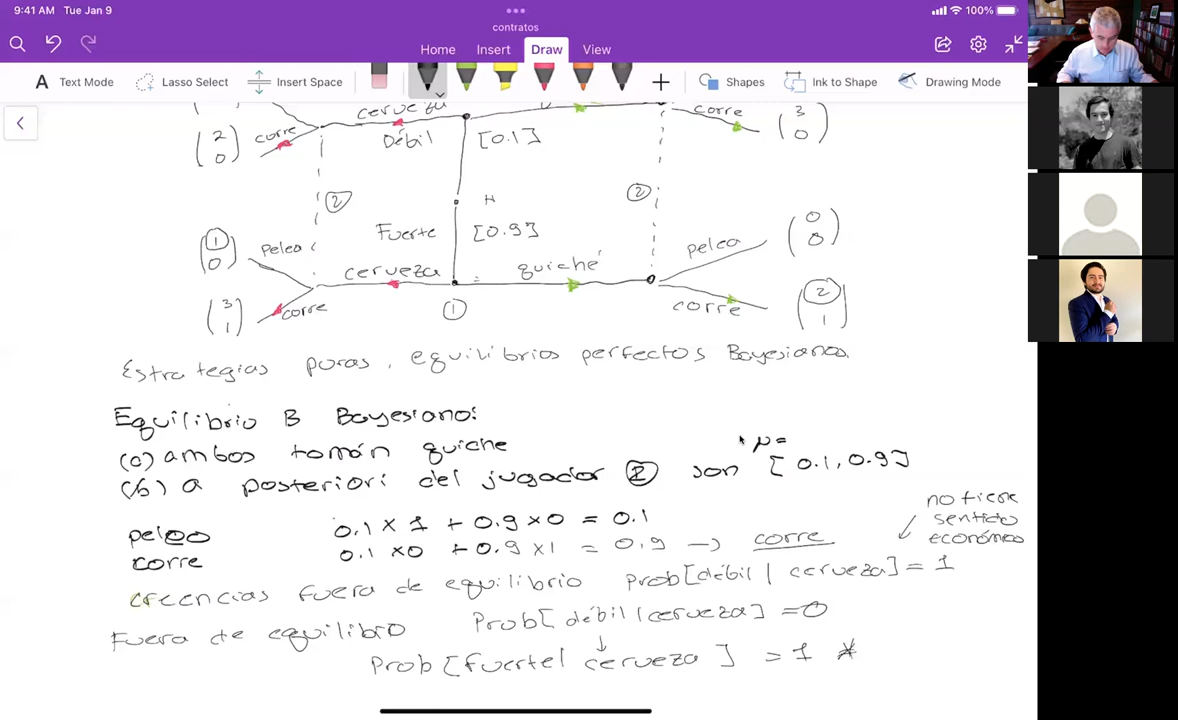 9:41 AM Tue Jan 9
100%
contratos
Home Insert Draw View
A Text Mode Lasso Select Insert Space Shapes Ink to Shape Drawing Mode
cerveza
corre
(2 0) corre Débil [0.1] (3 0)
2 N 2
Fuerte [0.9]
(1 0) pelea pelea (0 0)
cerveza quiché
(3 1) corre 1 corre (2 1)
Estrategias puras, equilibrios perfectos Bayesianos.
Equilibrio B Bayesiano:
(a) ambos tomán quiche μ=
(b) a posteriori del jugador 2 son [0.1, 0.9]
no tiene
sentido
económico
pelea 0.1 x 1 + 0.9 x 0 = 0.1
corre 0.1 x 0 + 0.9 x 1 = 0.9 → corre
creencias fuera de equilibrio Prob[débil | cerveza] = 1
Prob[débil | cerveza] = 0
Fuera de equilibro
Prob[fuerte| cerveza] = 1 *